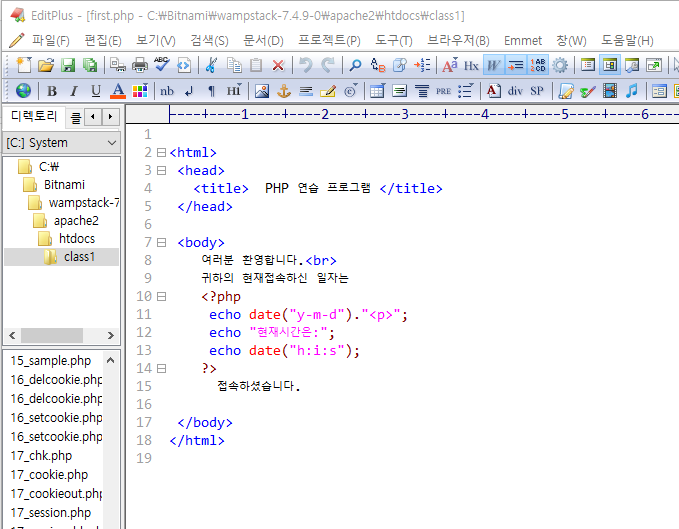 EditPlus - [first.php - C:₩Bitnami₩wampstack-7.4.9-0₩apache2₩htdocs₩class1]
파일(F) 편집(E) 보기(V) 검색(S) 문서(D) 프로젝트(P) 도구(T) 브라우저(B) Emmet 창(W) 도움말(H)
ABC A Hx W 1AB 2CD
B I U A nb ↵ ¶ HI PRE A div SP
디렉토리 클
[C:] System
C:₩
Bitnami
wampstack-7
apache2
htdocs
class1
15_sample.php
16_delcookie.php
16_delcookie.php
16_setcookie.php
16_setcookie.php
17_chk.php
17_cookie.php
17_cookieout.php
17_session.php
----+----1----+----2----+----3----+----4----+----5----+----6---
1
2 <html>
3 <head>
4 <title> PHP 연습 프로그램 </title>
5 </head>
6
7 <body>
8 여러분 환영합니다.<br>
9 귀하의 현재접속하신 일자는
10 <?php
11 echo date("y-m-d")."<p>";
12 echo "현재시간은:";
13 echo date("h:i:s");
14 ?>
15 접속하셨습니다.
16
17 </body>
18 </html>
19